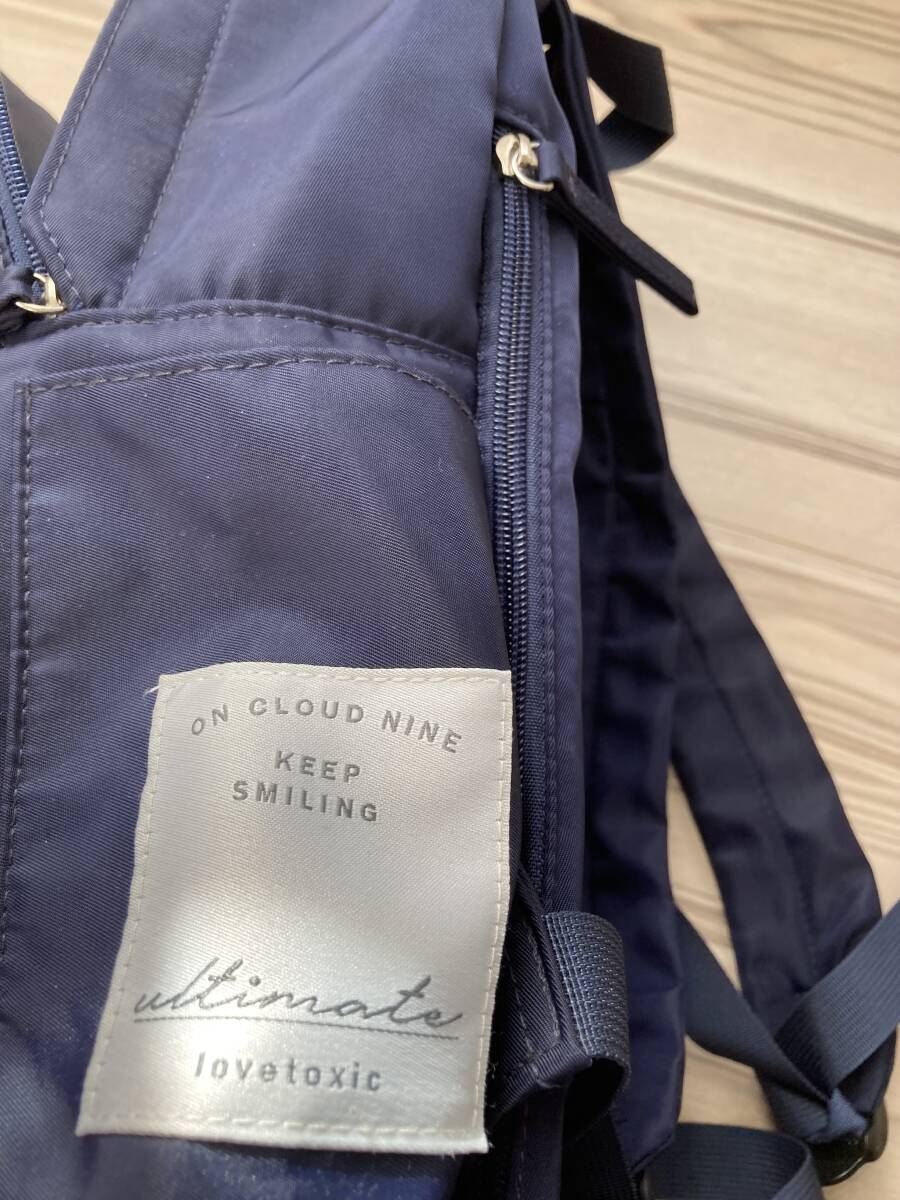 ON CLOUD NINE
KEEP
SMILING
ultimate
lovetoxic